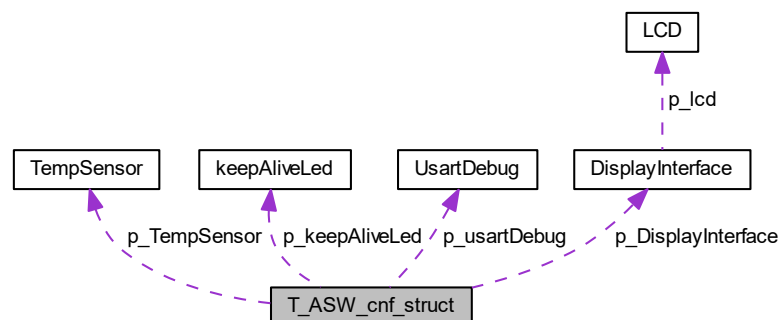 LCD
p_lcd
TempSensor
keepAliveLed
UsartDebug
DisplayInterface
p_TempSensor
p_keepAliveLed
p_usartDebug
p_DisplayInterface
T_ASW_cnf_struct